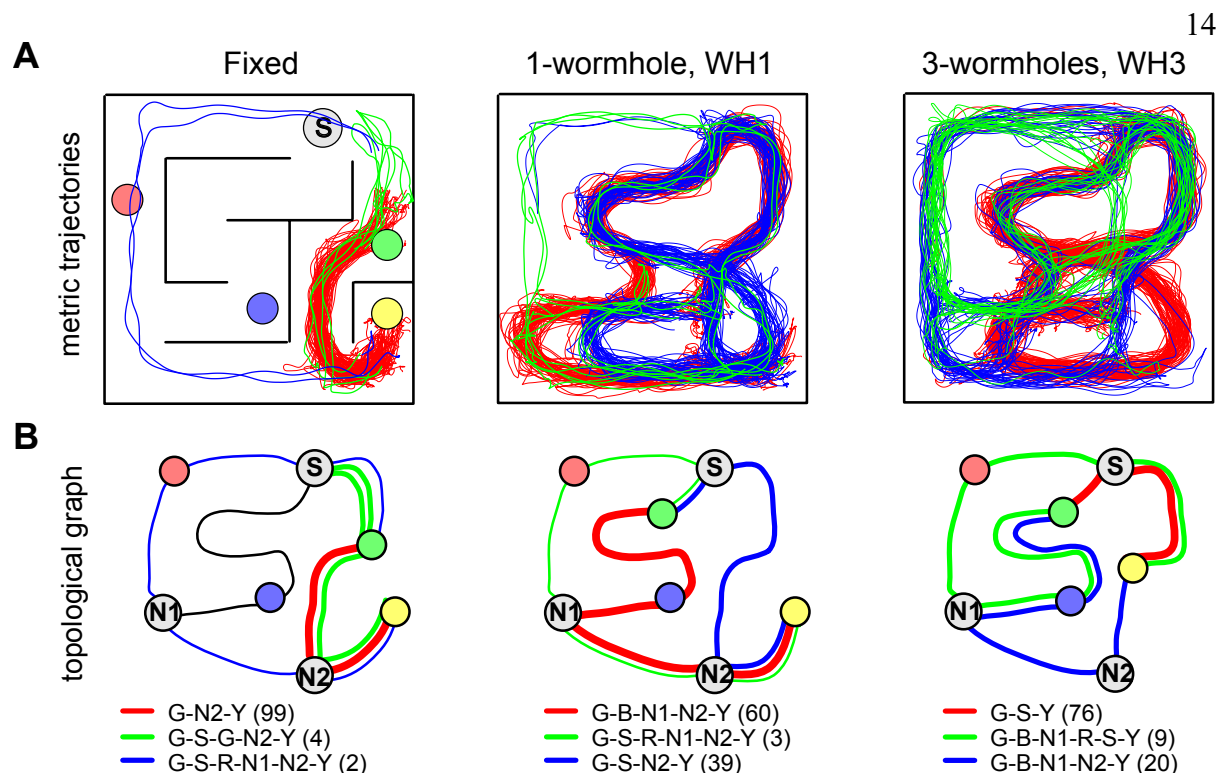 14
A
Fixed
1-wormhole, WH1
3-wormholes, WH3
metric trajectories
S
B
topological graph
S
N1
N2
S
N1
N2
S
N1
N2
G-N2-Y (99)
G-S-G-N2-Y (4)
G-S-R-N1-N2-Y (2)
G-B-N1-N2-Y (60)
G-S-R-N1-N2-Y (3)
G-S-N2-Y (39)
G-S-Y (76)
G-B-N1-R-S-Y (9)
G-B-N1-N2-Y (20)